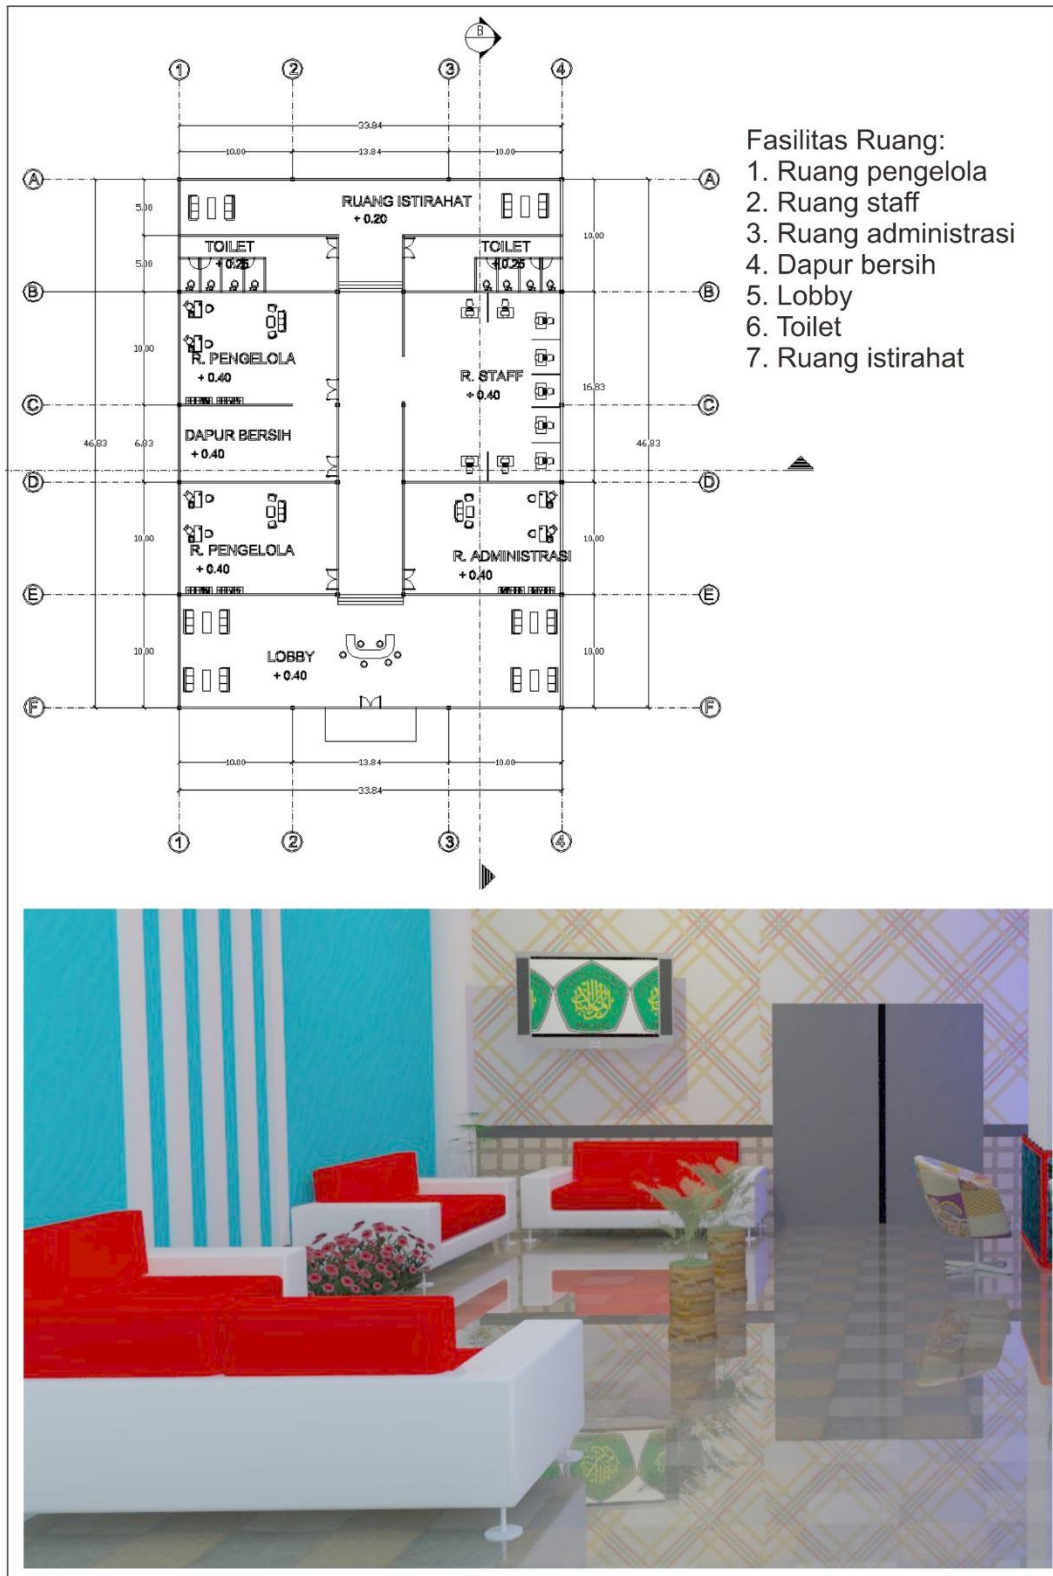 B
1
2
3
4
33.84
10.00
13.84
10.00
Fasilitas Ruang:
1. Ruang pengelola
2. Ruang staff
3. Ruang administrasi
4. Dapur bersih
5. Lobby
6. Toilet
7. Ruang istirahat
A
A
5.00
RUANG ISTIRAHAT
+ 0.20
10.00
TOILET
+ 0.25
TOILET
+ 0.25
5.00
B
B
10.00
R. PENGELOLA
+ 0.40
R. STAFF
+ 0.40
16.83
C
C
46.83
6.83
DAPUR BERSIH
+ 0.40
46.83
D
D
10.00
R. PENGELOLA
+ 0.40
R. ADMINISTRASI
+ 0.40
10.00
E
E
10.00
LOBBY
+ 0.40
10.00
F
F
10.00
13.84
10.00
33.84
1
2
3
4